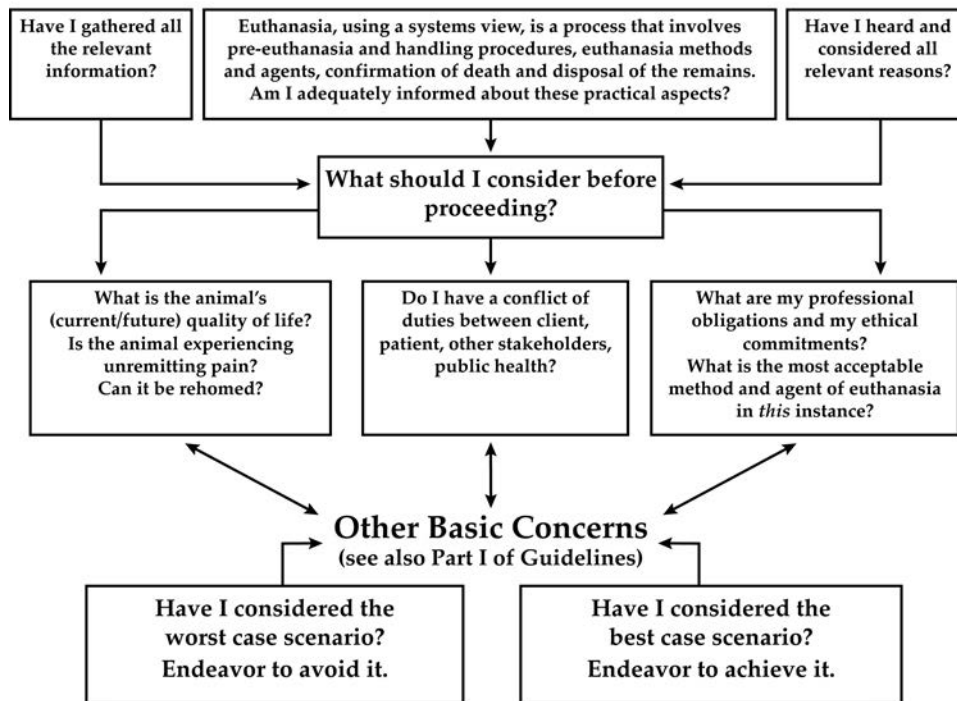 Have I gathered all
the relevant
information?
Euthanasia, using a systems view, is a process that involves
pre-euthanasia and handling procedures, euthanasia methods
and agents, confirmation of death and disposal of the remains.
Am I adequately informed about these practical aspects?
Have I heard and
considered all
relevant reasons?
What should I consider before
proceeding?
What is the animal's
(current/future) quality of life?
Is the animal experiencing
unremitting pain?
Can it be rehomed?
Do I have a conflict of
duties between client,
patient, other stakeholders,
public health?
What are my professional
obligations and my ethical
commitments?
What is the most acceptable
method and agent of euthanasia
in this instance?
Other Basic Concerns
(see also Part I of Guidelines)
Have I considered the
worst case scenario?
Endeavor to avoid it.
Have I considered the
best case scenario?
Endeavor to achieve it.